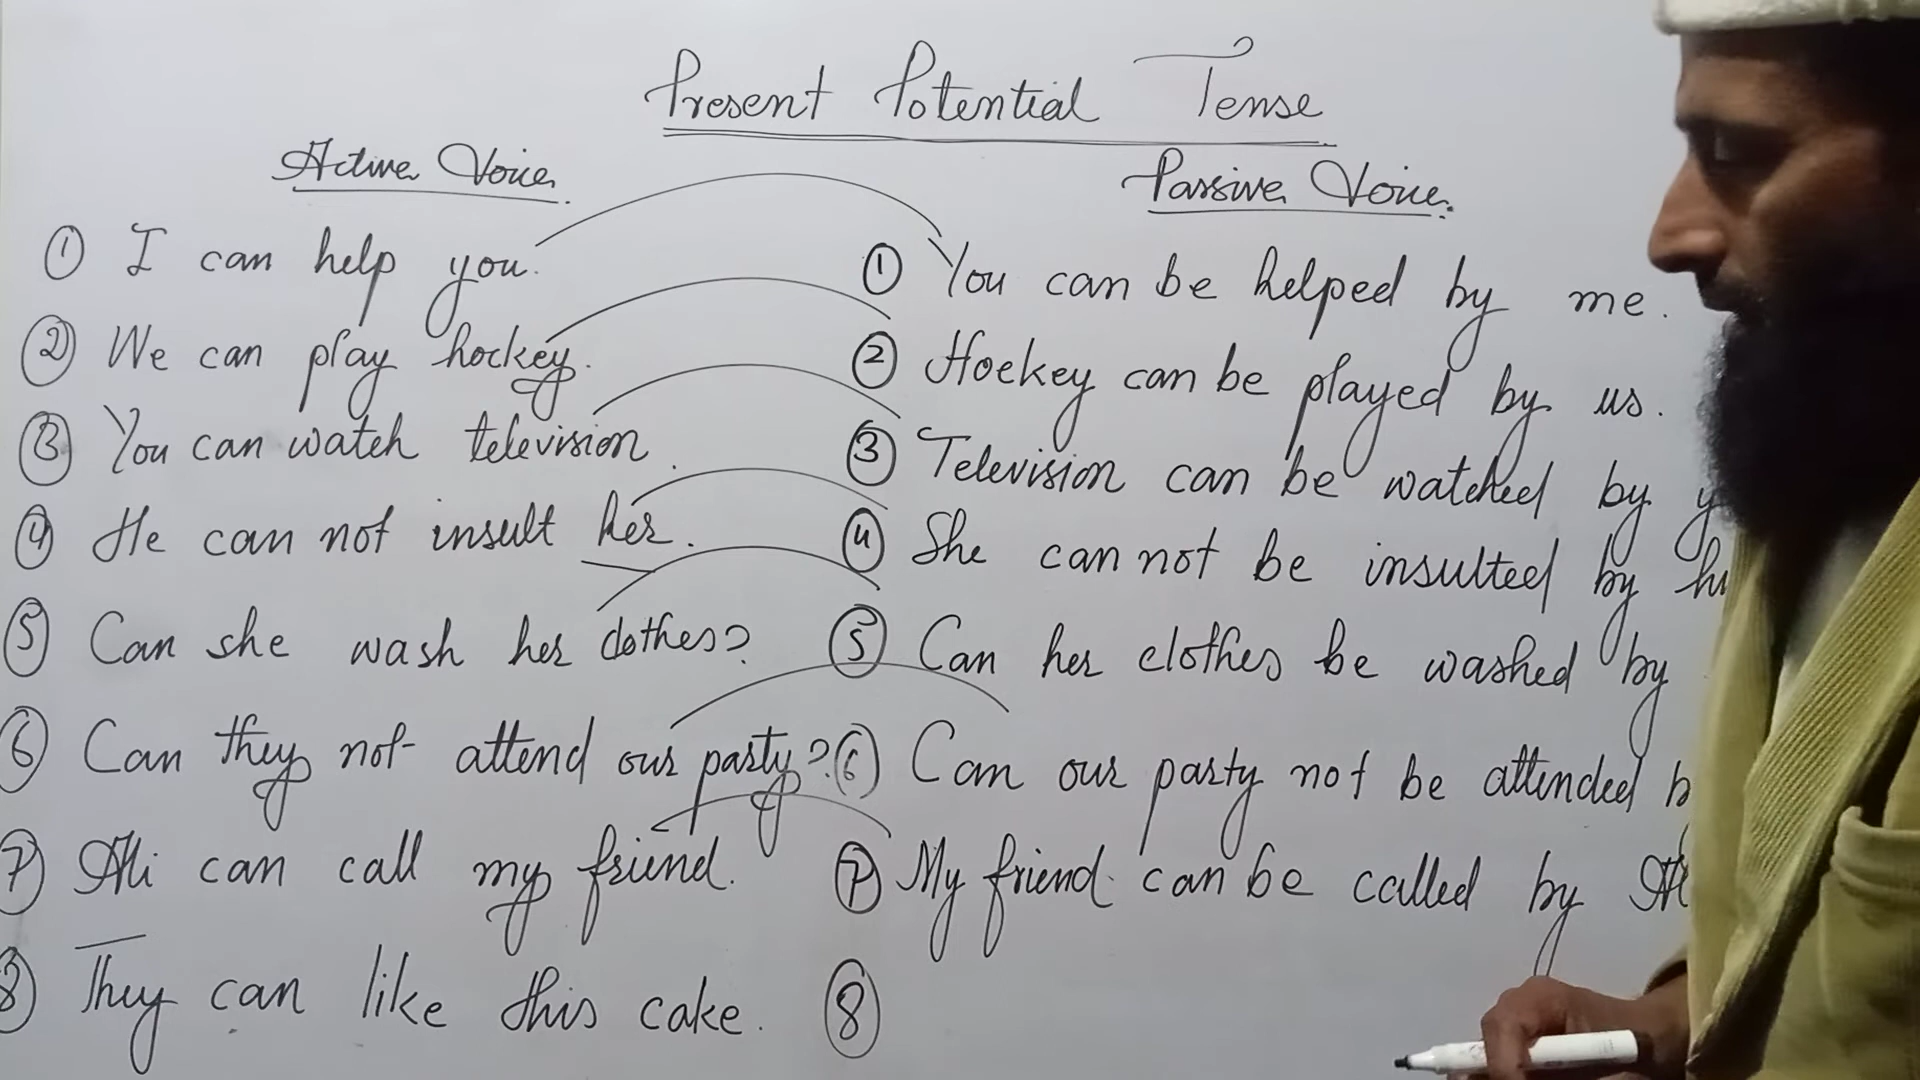 Present Potential Tense
Active Voice
Passive Voice
① I can help you.
① You can be helped by me.
② We can play hockey.
② Hockey can be played by us.
③ You can watch television.
③ Television can be watched by
④ He can not insult her.
④ She can not be insulted by
⑤ Can she wash her clothes?
⑤ Can her clothes be washed by
⑥ Can they not attend our party?
⑥ Can our party not be attended
⑦ Ali can call my friend.
⑦ My friend can be called by
⑧ They can like this cake.
⑧